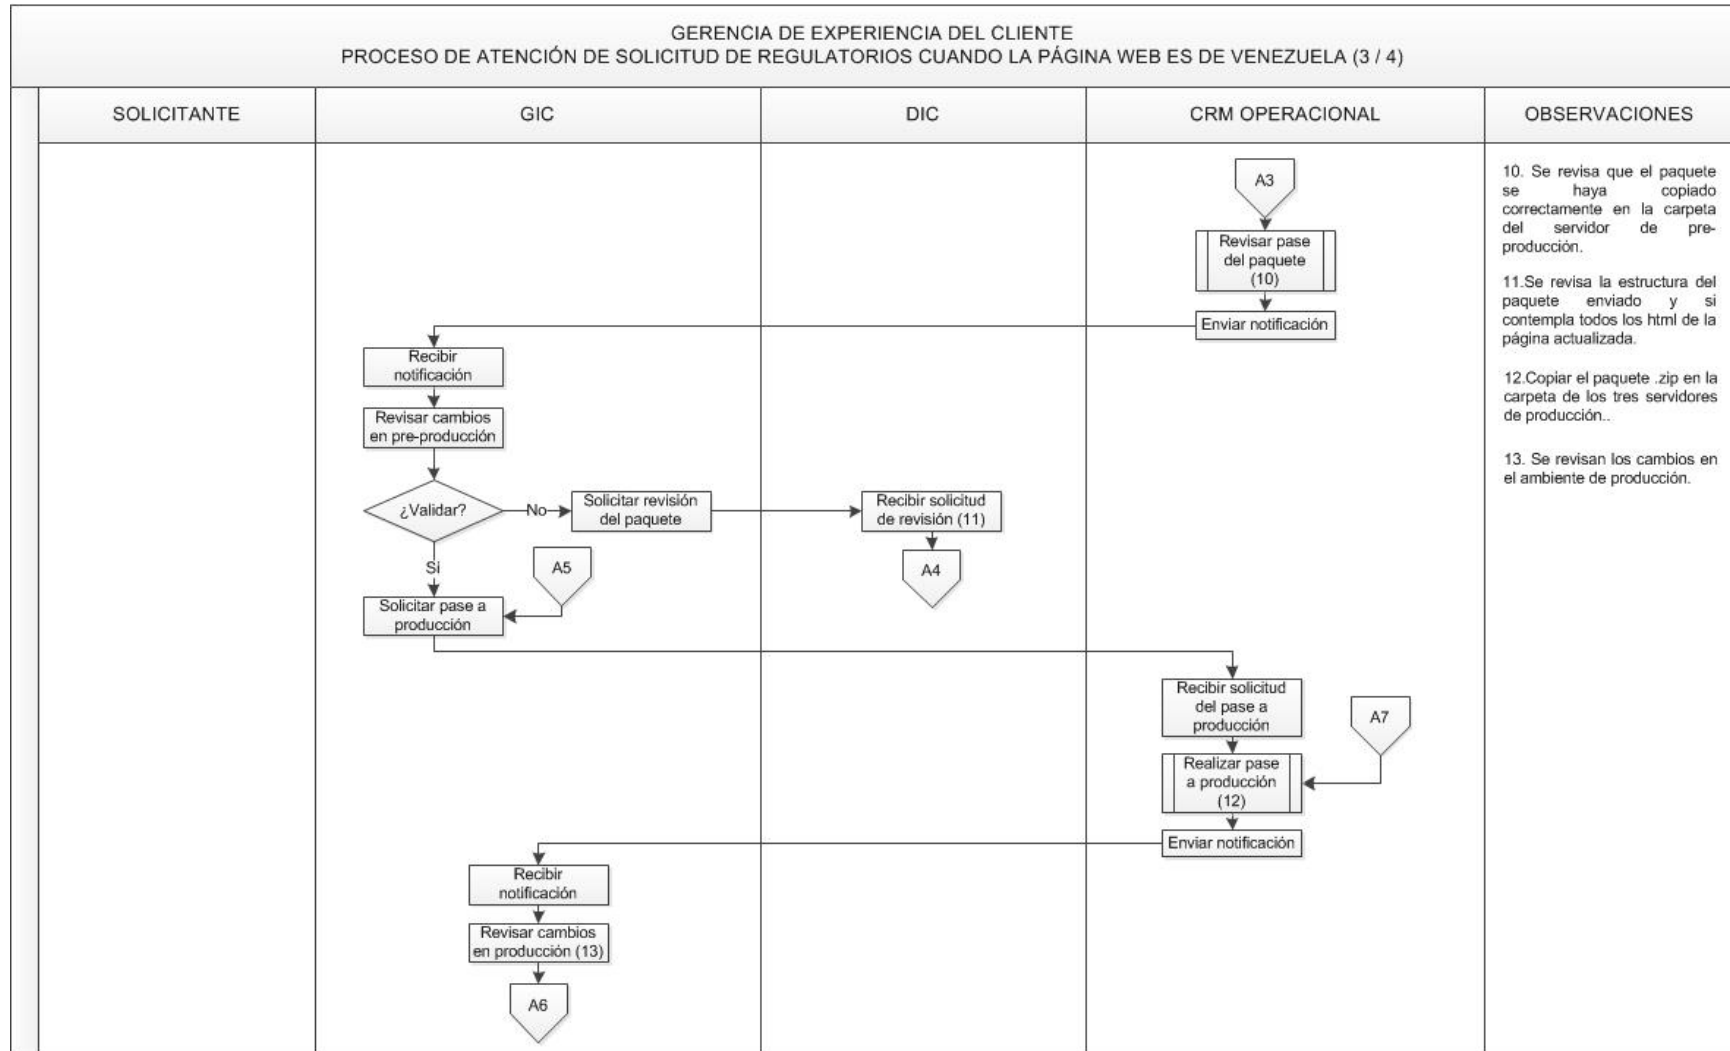 GERENCIA DE EXPERIENCIA DEL CLIENTE
PROCESO DE ATENCIÓN DE SOLICITUD DE REGULATORIOS CUANDO LA PÁGINA WEB ES DE VENEZUELA (3 / 4)
SOLICITANTE
GIC
DIC
CRM OPERACIONAL
OBSERVACIONES
A3
Revisar pase
del paquete
(10)
Enviar notificación
Recibir
notificación
Revisar cambios
en pre-producción
¿Validar?
No
Solicitar revisión
del paquete
Recibir solicitud
de revisión (11)
A4
Si
A5
Solicitar pase a
producción
Recibir solicitud
del pase a
producción
A7
Realizar pase
a producción
(12)
Enviar notificación
Recibir
notificación
Revisar cambios
en producción (13)
A6
10. Se revisa que el paquete
se haya copiado
correctamente en la carpeta
del servidor de pre-
producción.
11.Se revisa la estructura del
paquete enviado y si
contempla todos los html de la
página actualizada.
12.Copiar el paquete .zip en la
carpeta de los tres servidores
de producción..
13. Se revisan los cambios en
el ambiente de producción.